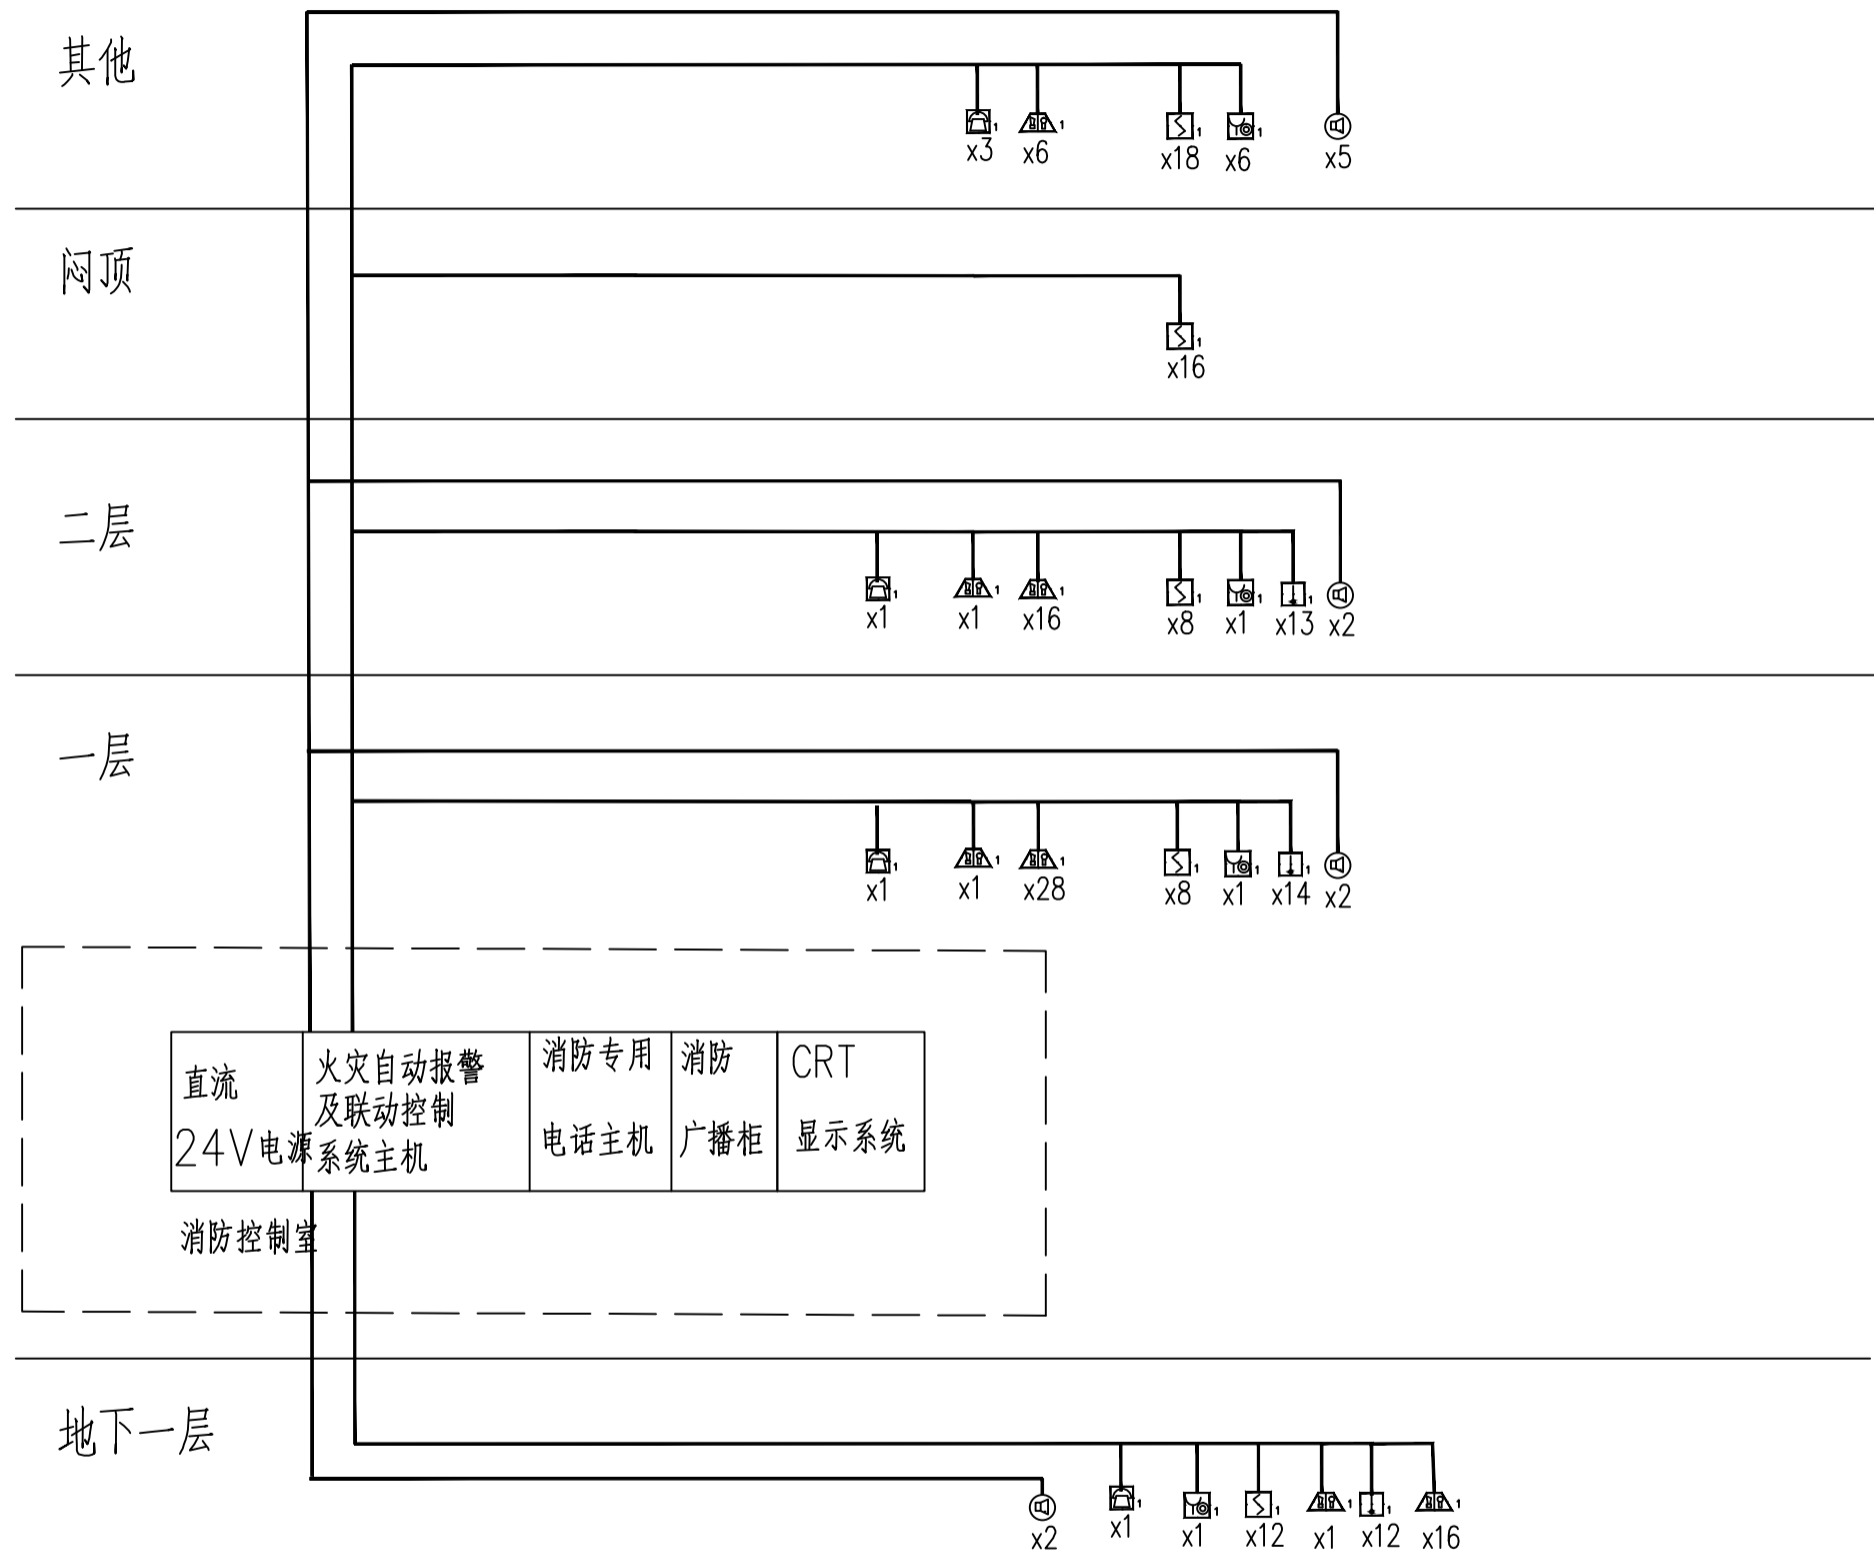 其他
x3 x6 x18 x6 x5
闷顶
x16
二层
x1 x1 x16 x8 x1 x13 x2
一层
x1 x1 x28 x8 x1 x14 x2
直流
24V电源
火灾自动报警
及联动控制
系统主机
消防专用
电话主机
消防
广播柜
CRT
显示系统
消防控制室
地下一层
x2 x1 x1 x12 x1 x12 x16